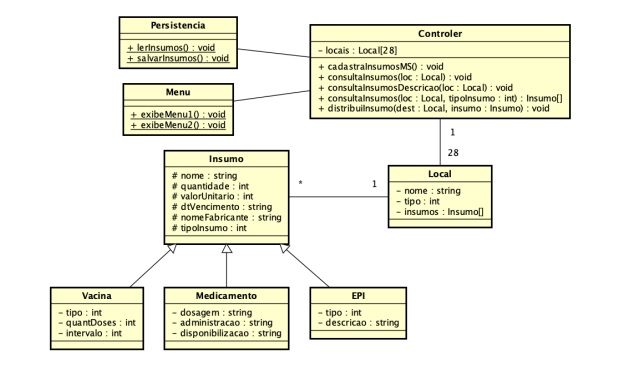 Persistencia
+ lerInsumos() : void
+ salvarInsumos() : void
Controler
– locais : Local[28]
+ cadastraInsumosMS() : void
+ consultaInsumos(loc : Local) : void
+ consultaInsumosDescricao(loc : Local) : void
+ consultaInsumos(loc : Local, tipoInsumo : int) : Insumo[]
+ distribuiInsumo(dest : Local, insumo : Insumo) : void
Menu
+ exibeMenu1() : void
+ exibeMenu2() : void
1
28
Insumo
# nome : string
# quantidade : int
# valorUnitario : int
# dtVencimento : string
# nomeFabricante : string
# tipoInsumo : int
*
1
Local
– nome : string
– tipo : int
– insumos : Insumo[]
Vacina
– tipo : int
– quantDoses : int
– intervalo : int
Medicamento
– dosagem : string
– administracao : string
– disponibilizacao : string
EPI
– tipo : int
– descricao : string